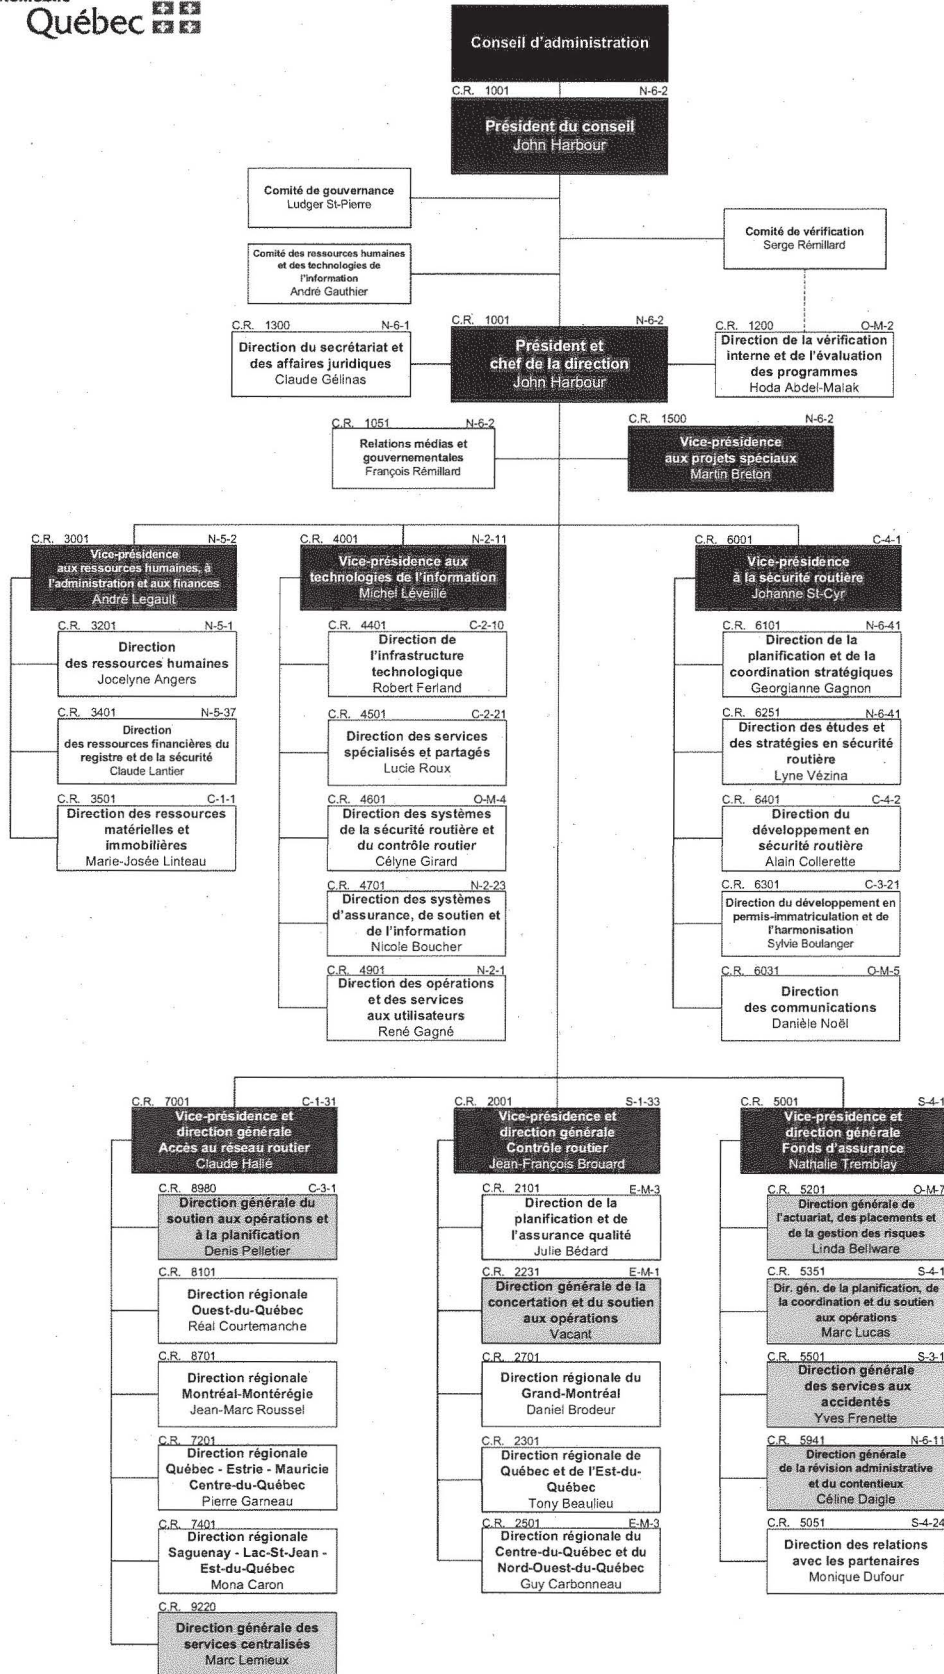 Québec
Conseil d'administration
C.R. 1001 N-6-2
Président du conseil
John Harbour
Comité de gouvernance
Ludger St-Pierre
Comité de vérification
Serge Rémillard
Comité des ressources humaines
et des technologies de
l'information
André Gauthier
C.R. 1300 N-6-1
Direction du secrétariat et
des affaires juridiques
Claude Gélinas
C.R. 1001 N-6-2
Président et
chef de la direction
John Harbour
C.R. 1200 O-M-2
Direction de la vérification
interne et de l'évaluation
des programmes
Hoda Abdel-Malak
C.R. 1051 N-6-2
Relations médias et
gouvernementales
François Rémillard
C.R. 1500 N-6-2
Vice-présidence
aux projets spéciaux
Martin Breton
C.R. 3001 N-5-2
Vice-présidence
aux ressources humaines, à
l'administration et aux finances
André Legault
C.R. 3201 N-5-1
Direction
des ressources humaines
Jocelyne Angers
C.R. 3401 N-5-37
Direction
des ressources financières du
registre et de la sécurité
Claude Lantier
C.R. 3501 C-1-1
Direction des ressources
matérielles et
immobilières
Marie-Josée Linteau
C.R. 4001 N-2-11
Vice-présidence aux
technologies de l'information
Michel Léveillé
C.R. 4401 C-2-10
Direction de
l'infrastructure
technologique
Robert Ferland
C.R. 4501 C-2-21
Direction des services
spécialisés et partagés
Lucie Roux
C.R. 4601 O-M-4
Direction des systèmes
de la sécurité routière et
du contrôle routier
Célyne Girard
C.R. 4701 N-2-23
Direction des systèmes
d'assurance, de soutien et
de l'information
Nicole Boucher
C.R. 4901 N-2-1
Direction des opérations
et des services
aux utilisateurs
René Gagné
C.R. 6001 C-4-1
Vice-présidence
à la sécurité routière
Johanne St-Cyr
C.R. 6101 N-6-41
Direction de la
planification et de la
coordination stratégiques
Georgianne Gagnon
C.R. 6251 N-6-41
Direction des études et
des stratégies en sécurité
routière
Lyne Vézina
C.R. 6401 C-4-2
Direction du
développement en
sécurité routière
Alain Collerette
C.R. 6301 C-3-21
Direction du développement en
permis-immatriculation et de
l'harmonisation
Sylvie Boulanger
C.R. 6031 O-M-5
Direction
des communications
Danièle Noël
C.R. 7001 C-1-31
Vice-présidence et
direction générale
Accès au réseau routier
Claude Hallé
C.R. 8980 C-3-1
Direction générale du
soutien aux opérations et
à la planification
Denis Pelletier
C.R. 8101
Direction régionale
Ouest-du-Québec
Réal Courtemanche
C.R. 8701
Direction régionale
Montréal-Montérégie
Jean-Marc Roussel
C.R. 7201
Direction régionale
Québec - Estrie - Mauricie
Centre-du-Québec
Pierre Garneau
C.R. 7401
Direction régionale
Saguenay - Lac-St-Jean -
Est-du-Québec
Mona Caron
C.R. 9220
Direction générale des
services centralisés
Marc Lemieux
C.R. 2001 S-1-33
Vice-présidence et
direction générale
Contrôle routier
Jean-François Brouard
C.R. 2101 E-M-3
Direction de la
planification et de
l'assurance qualité
Julie Bédard
C.R. 2231 E-M-1
Direction générale de la
concertation et du soutien
aux opérations
Vacant
C.R. 2701
Direction régionale du
Grand-Montréal
Daniel Brodeur
C.R. 2301
Direction régionale de
Québec et de l'Est-du-
Québec
Tony Beaulieu
C.R. 2501 E-M-3
Direction régionale du
Centre-du-Québec et du
Nord-Ouest-du-Québec
Guy Carbonneau
C.R. 5001 S-4-1
Vice-présidence et
direction générale
Fonds d'assurance
Nathalie Tremblay
C.R. 5201 O-M-7
Direction générale de
l'actuariat, des placements et
de la gestion des risques
Linda Bellware
C.R. 5351 S-4-1
Dir. gén. de la planification, de
la coordination et du soutien
aux opérations
Marc Lucas
C.R. 5501 S-3-1
Direction générale
des services aux
accidentés
Yves Frenette
C.R. 5941 N-6-11
Direction générale
de la révision administrative
et du contentieux
Céline Daigle
C.R. 5051 S-4-24
Direction des relations
avec les partenaires
Monique Dufour